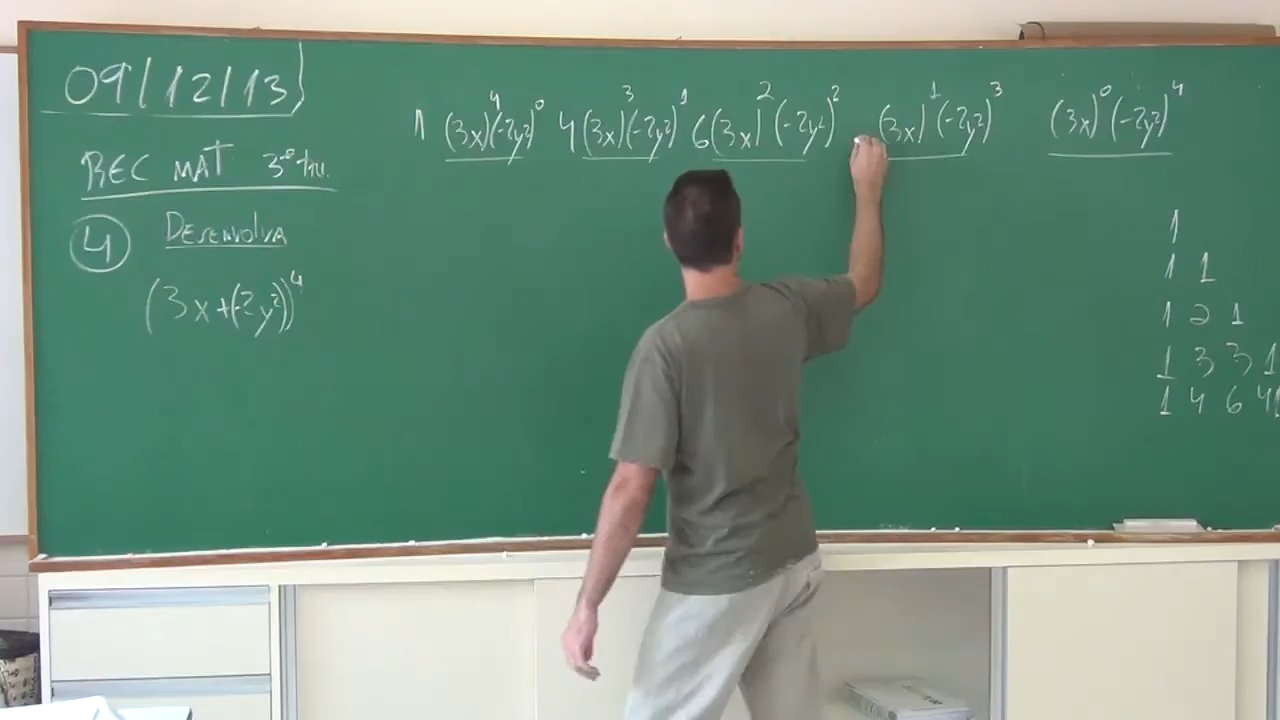 09/12/13
REC MAT 3º tri.
4 Desenvolva
(3x+(-2y²))⁴
1 (3x)⁴(-2y²)⁰ 4(3x)³(-2y²)¹ 6(3x)²(-2y²)² (3x)¹(-2y²)³ (3x)⁰(-2y²)⁴
1
1 1
1 2 1
1 3 3 1
1 4 6 4 1